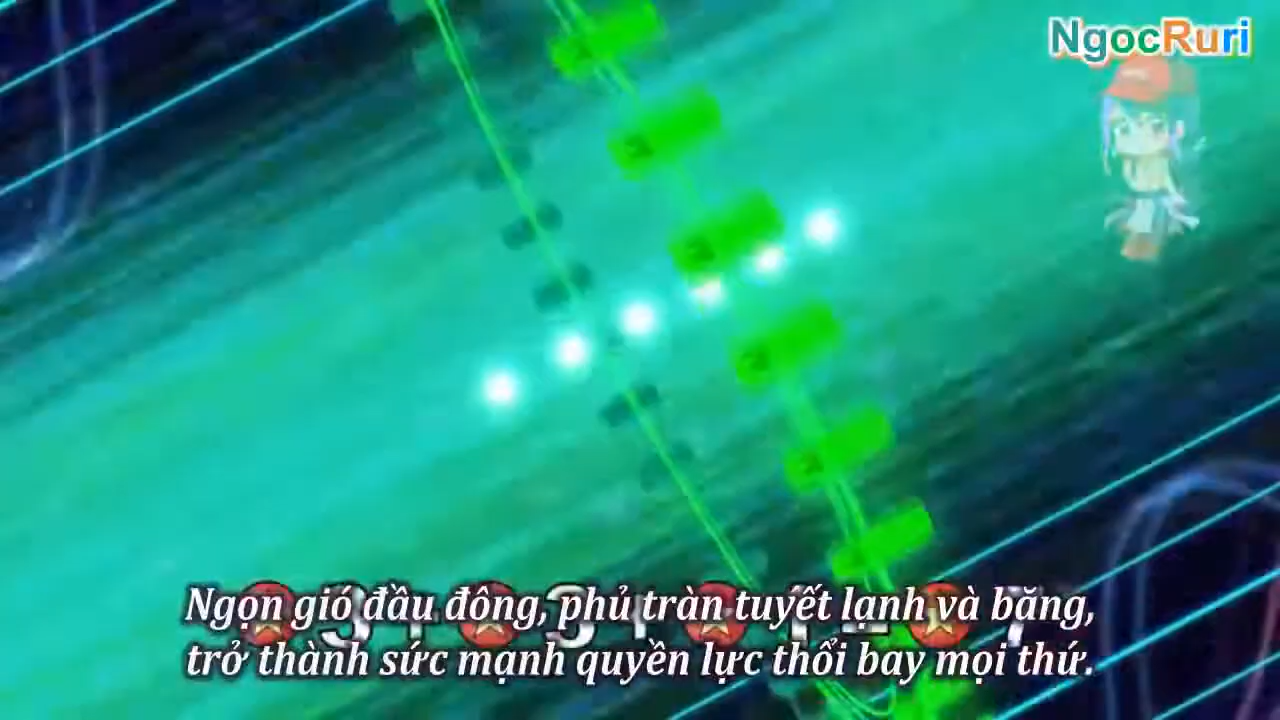 NgocRuri
Ngọn gió đầu đông, phủ tràn tuyết lạnh và băng,
trở thành sức mạnh quyền lực thổi bay mọi thứ.